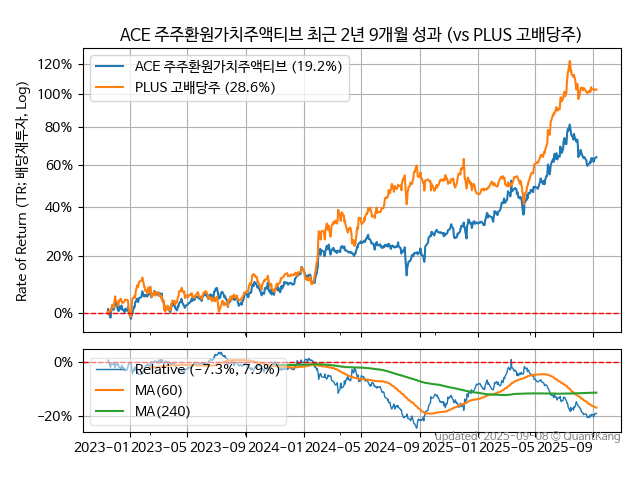 ACE 주주환원가치주액티브 최근 2년 9개월 성과 (vs PLUS 고배당주)
Rate of Return (TR: 배당재투자, Log)
120%
100%
80%
60%
40%
20%
0%
ACE 주주환원가치주액티브 (19.2%)
PLUS 고배당주 (28.6%)
0%
−20%
Relative (−7.3%, 7.9%)
MA(60)
MA(240)
updated: 2025-09-08 © QuantKang
2023-01 2023-05 2023-09 2024-01 2024-05 2024-09 2025-01 2025-05 2025-09